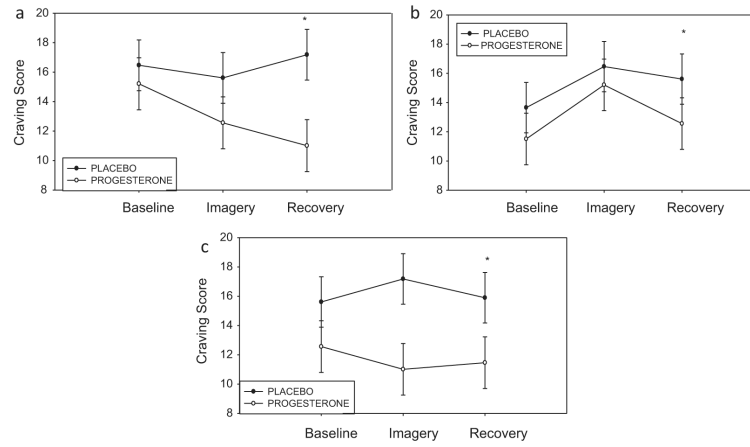 a
*
20
18
16
14
12
10
8
Craving Score
PLACEBO
PROGESTERONE
Baseline Imagery Recovery
b
*
20
18
16
14
12
10
8
Craving Score
PLACEBO
PROGESTERONE
Baseline Imagery Recovery
c
*
20
18
16
14
12
10
8
Craving Score
PLACEBO
PROGESTERONE
Baseline Imagery Recovery